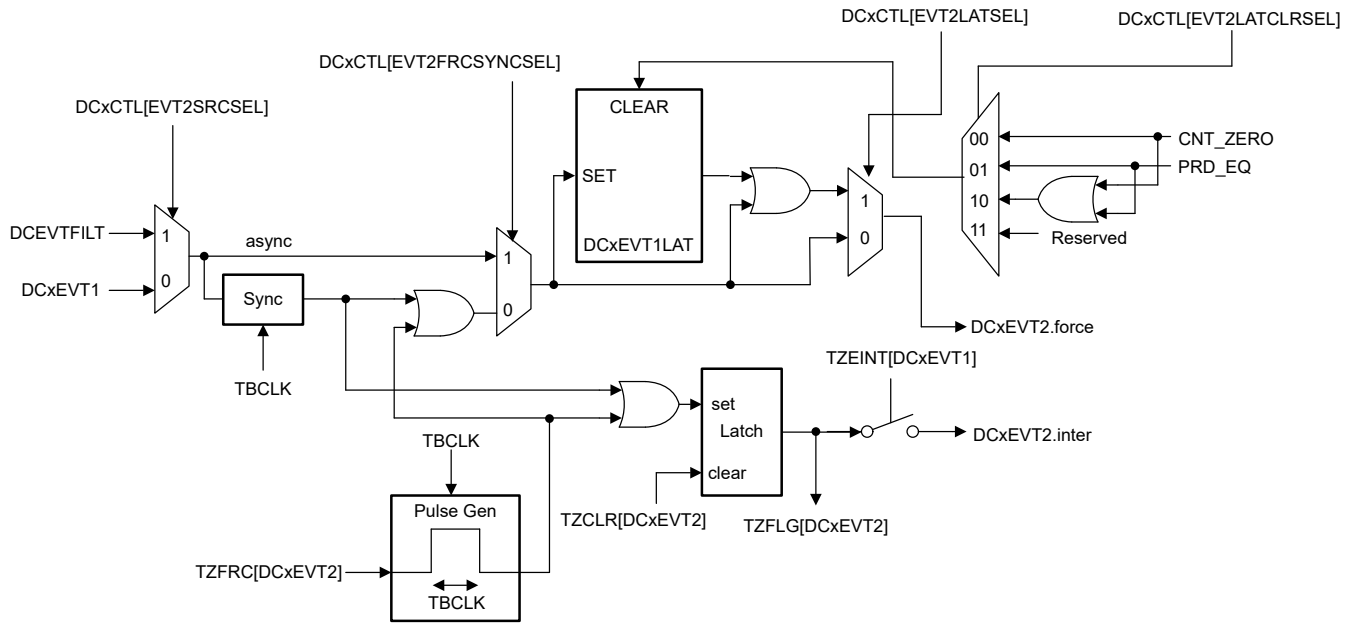 DCxCTL[EVT2LATSEL]
DCxCTL[EVT2LATCLRSEL]
DCxCTL[EVT2FRCSYNCSEL]
DCxCTL[EVT2SRCSEL]
CLEAR
SET
DCxEVT1LAT
00
01
10
11
CNT_ZERO
PRD_EQ
Reserved
1
0
DCEVTFILT
DCxEVT1
1
0
async
Sync
TBCLK
1
0
DCxEVT2.force
TZEINT[DCxEVT1]
set
Latch
clear
DCxEVT2.inter
TBCLK
Pulse Gen
TZCLR[DCxEVT2]
TZFLG[DCxEVT2]
TZFRC[DCxEVT2]
TBCLK